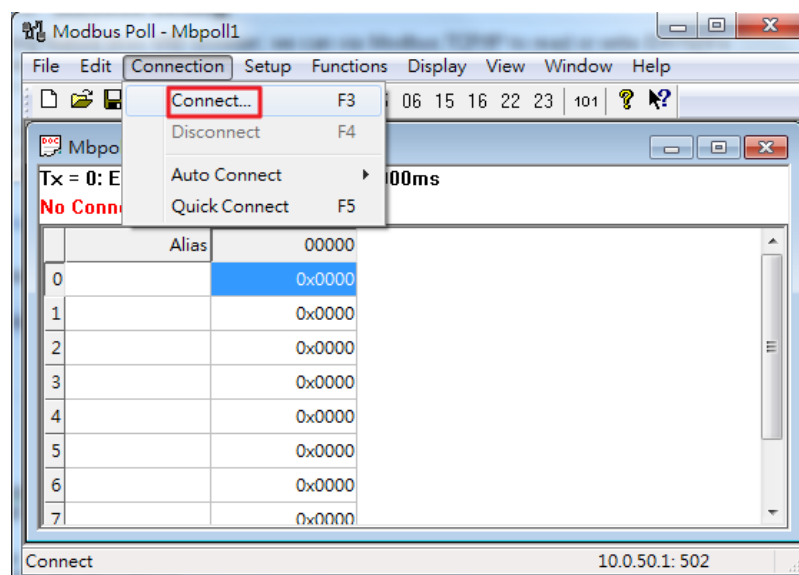 Modbus Poll - Mbpoll1
File Edit Connection Setup Functions Display View Window Help
Connect... F3
06 15 16 22 23 101
Disconnect F4
Auto Connect
Quick Connect F5
Mbpo
Tx = 0: E 00ms
No Conn
Alias 00000
0 0x0000
1 0x0000
2 0x0000
3 0x0000
4 0x0000
5 0x0000
6 0x0000
7 0x0000
Connect 10.0.50.1: 502